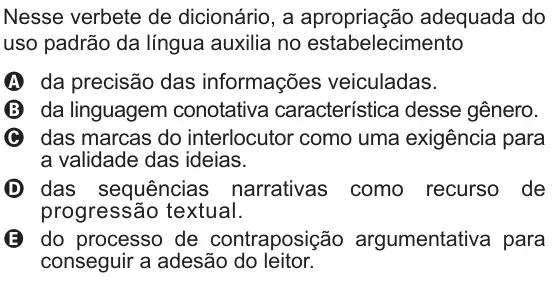 Nesse verbete de dicionário, a apropriação adequada do
uso padrão da língua auxilia no estabelecimento
A da precisão das informações veiculadas.
B da linguagem conotativa característica desse gênero.
C das marcas do interlocutor como uma exigência para
a validade das ideias.
D das sequências narrativas como recurso de
progressão textual.
E do processo de contraposição argumentativa para
conseguir a adesão do leitor.